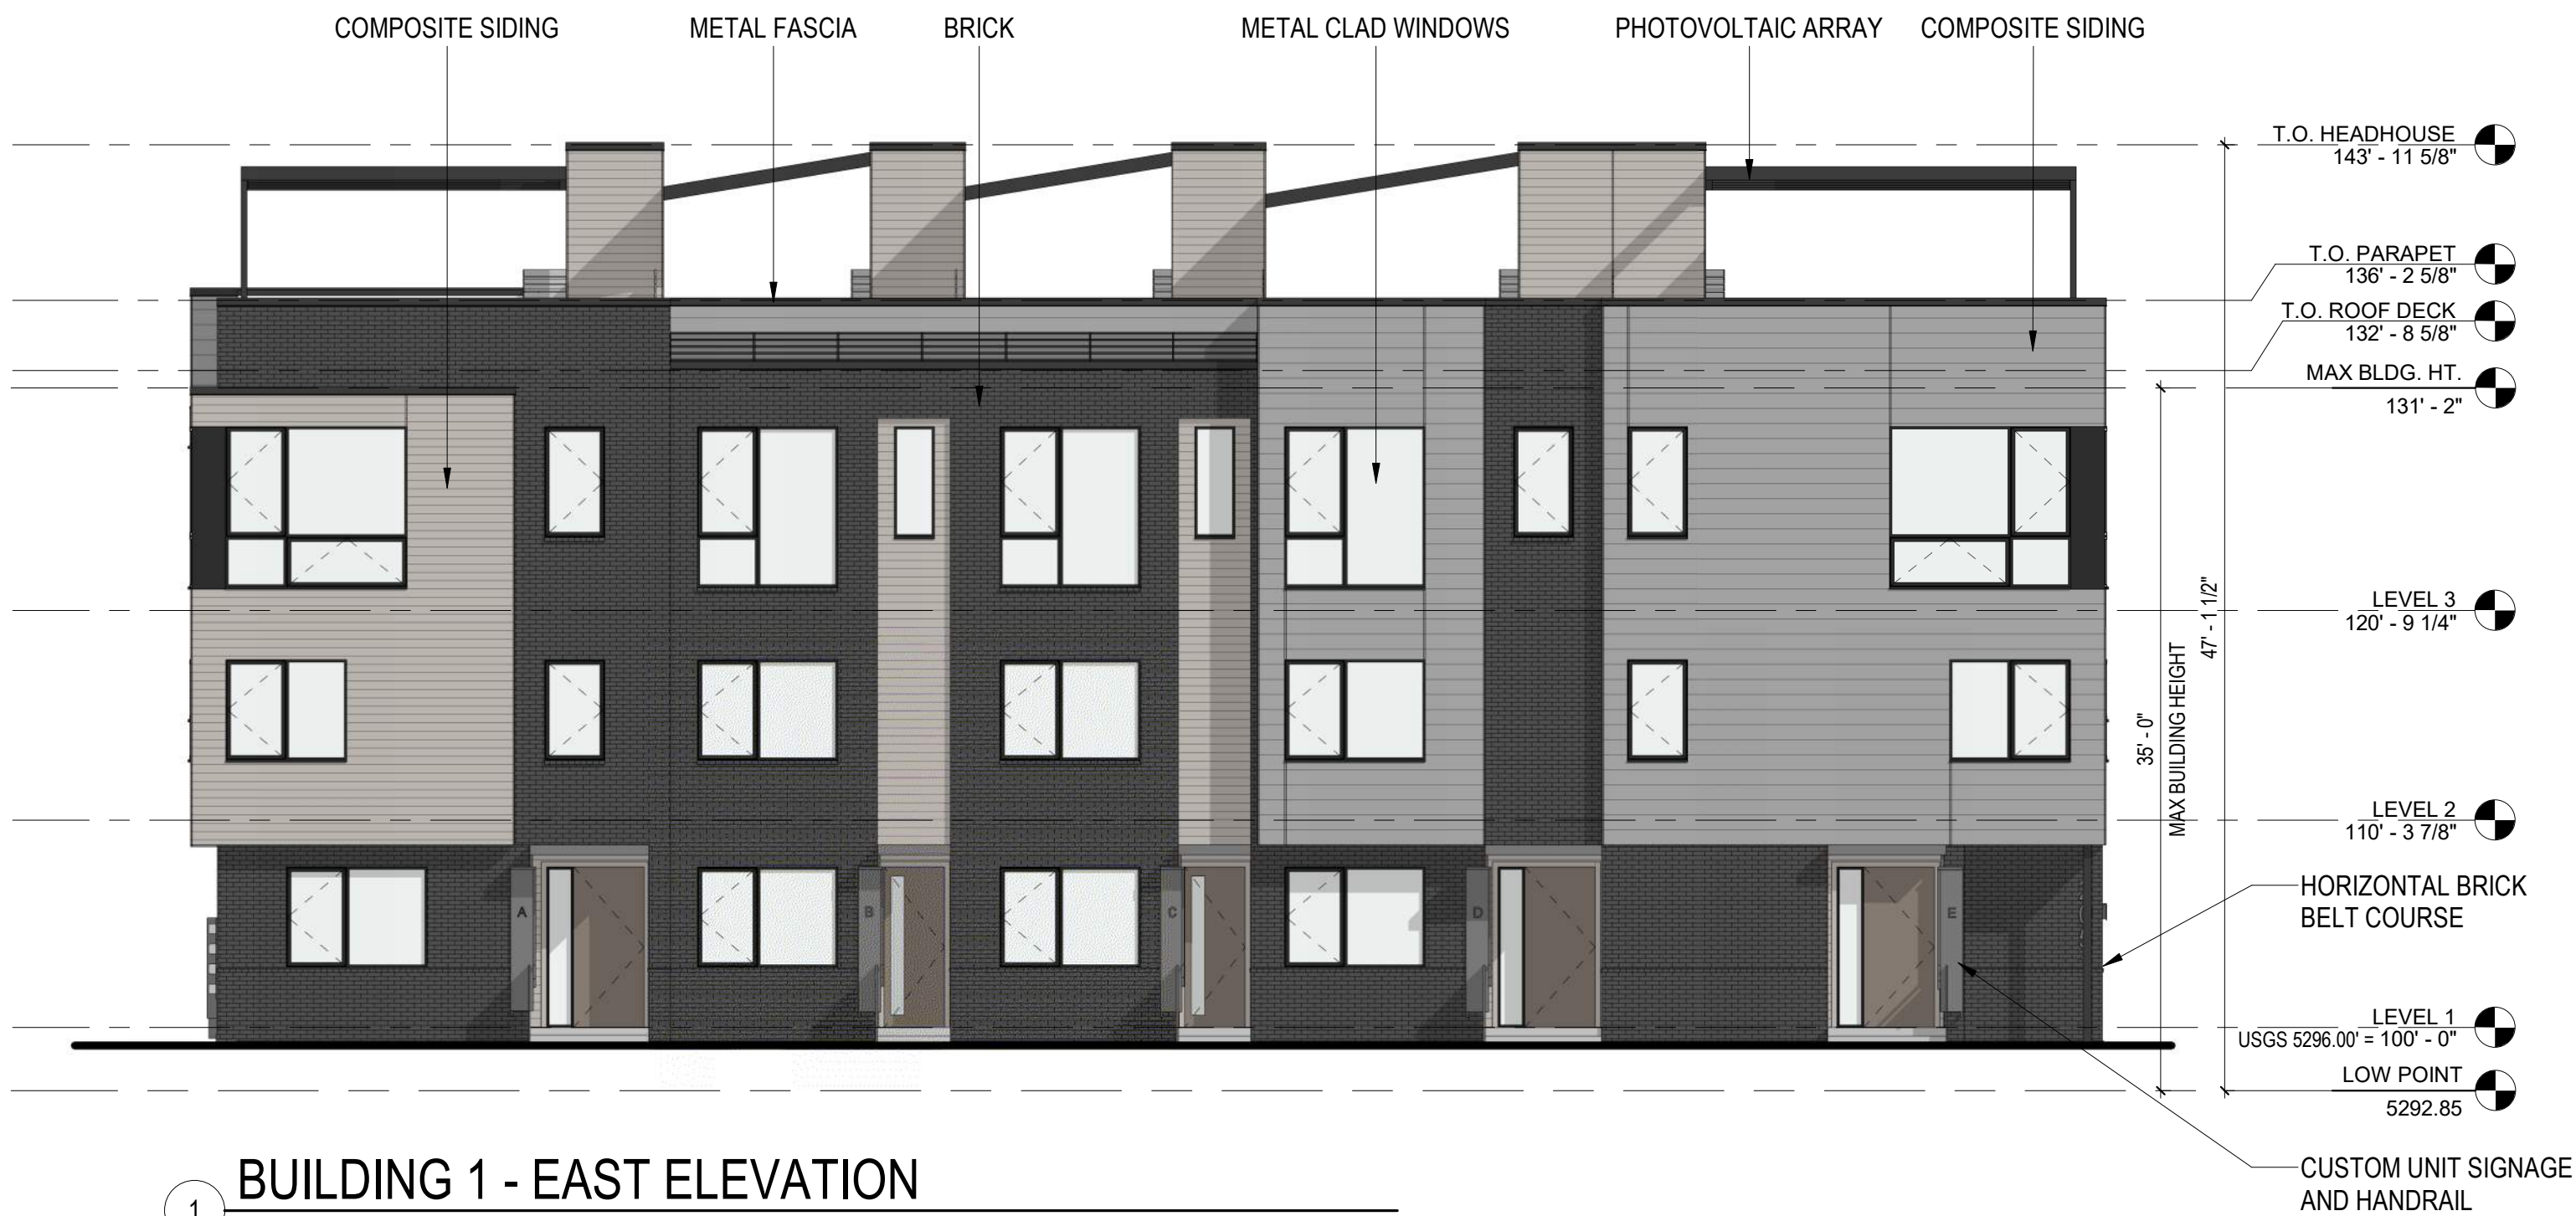 COMPOSITE SIDING
METAL FASCIA
BRICK
METAL CLAD WINDOWS
PHOTOVOLTAIC ARRAY
COMPOSITE SIDING
T.O. HEADHOUSE
143' - 11 5/8"
T.O. PARAPET
136' - 2 5/8"
T.O. ROOF DECK
132' - 8 5/8"
MAX BLDG. HT.
131' - 2"
LEVEL 3
120' - 9 1/4"
47' - 1 1/2"
35' - 0"
MAX BUILDING HEIGHT
LEVEL 2
110' - 3 7/8"
HORIZONTAL BRICK
BELT COURSE
A
B
C
D
E
LEVEL 1
USGS 5296.00' = 100' - 0"
LOW POINT
5292.85
CUSTOM UNIT SIGNAGE
AND HANDRAIL
1
BUILDING 1 - EAST ELEVATION